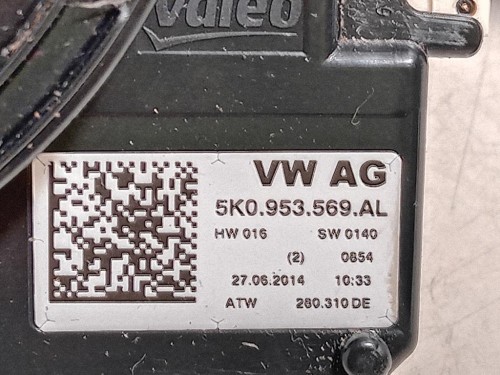 Valeo
VW AG
5K0.953.569.AL
HW 016 SW 0140
(2) 0854
27.06.2014 10:33
ATW 280.310 DE